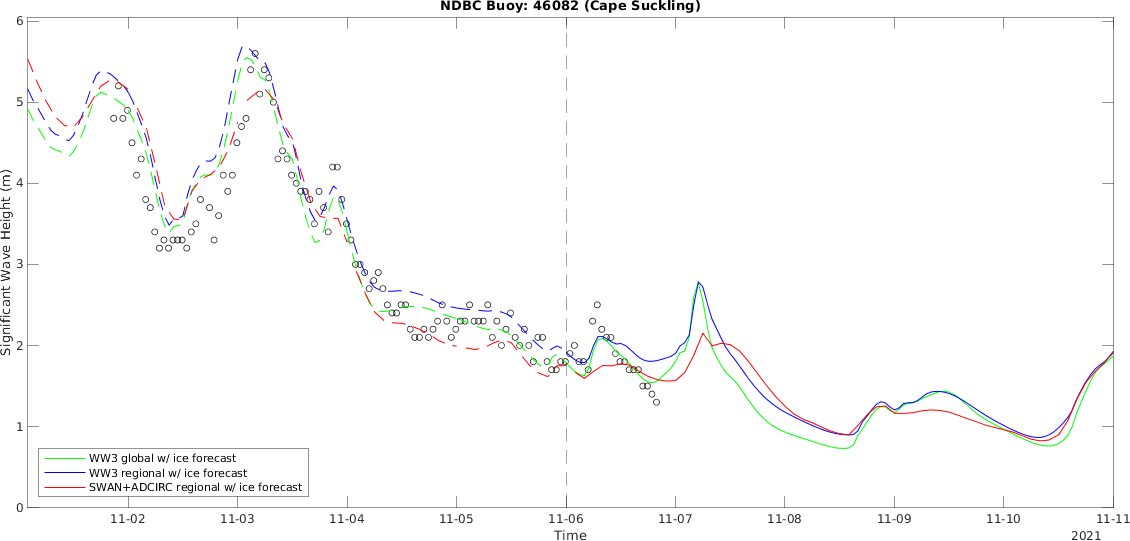 NDBC Buoy: 46082 (Cape Suckling)
Significant Wave Height (m)
6
5
4
3
2
1
0
WW3 global w/ ice forecast
WW3 regional w/ ice forecast
SWAN+ADCIRC regional w/ ice forecast
11-02 11-03 11-04 11-05 11-06 11-07 11-08 11-09 11-10 11-11
Time
2021